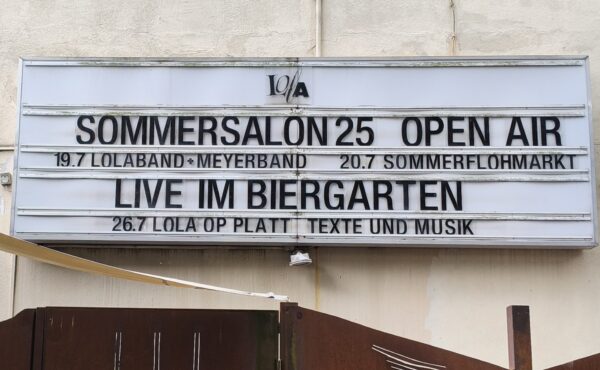 lolA
SOMMERSALON 25 OPEN AIR
19.7 LOLABAND+MEYERBAND 20.7 SOMMERFLOHMARKT
LIVE IM BIERGARTEN
26.7 LOLA OP PLATT TEXTE UND MUSIK